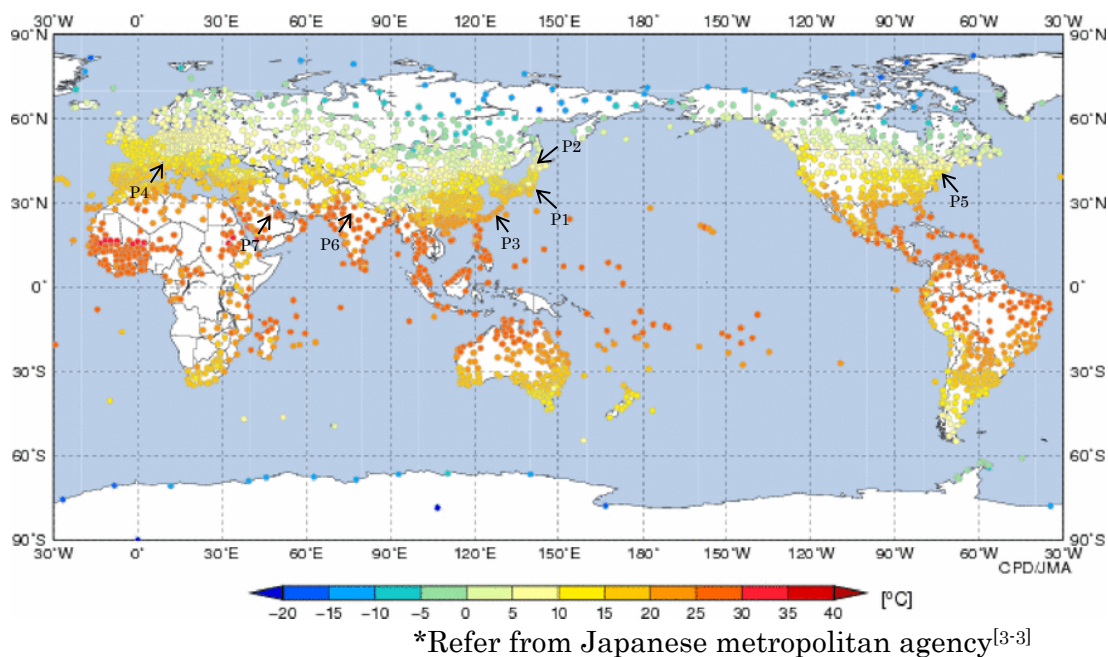 30°W 0° 30°E 60°E 90°E 120°E 150°E 180° 150°W 120°W 90°W 60°W 30°W
90°N 90°N
60°N 60°N
P2
P4 P1 P5
30°N 30°N
P7 P6 P3
0° 0°
30°S 30°S
60°S 60°S
90°S 90°S
30°W 0° 30°E 60°E 90°E 120°E 150°E 180° 150°W 120°W 90°W 60°W 30°W
CPD/JMA
−20 −15 −10 −5 0 5 10 15 20 25 30 35 40 [°C]
*Refer from Japanese metropolitan agency[3-3]